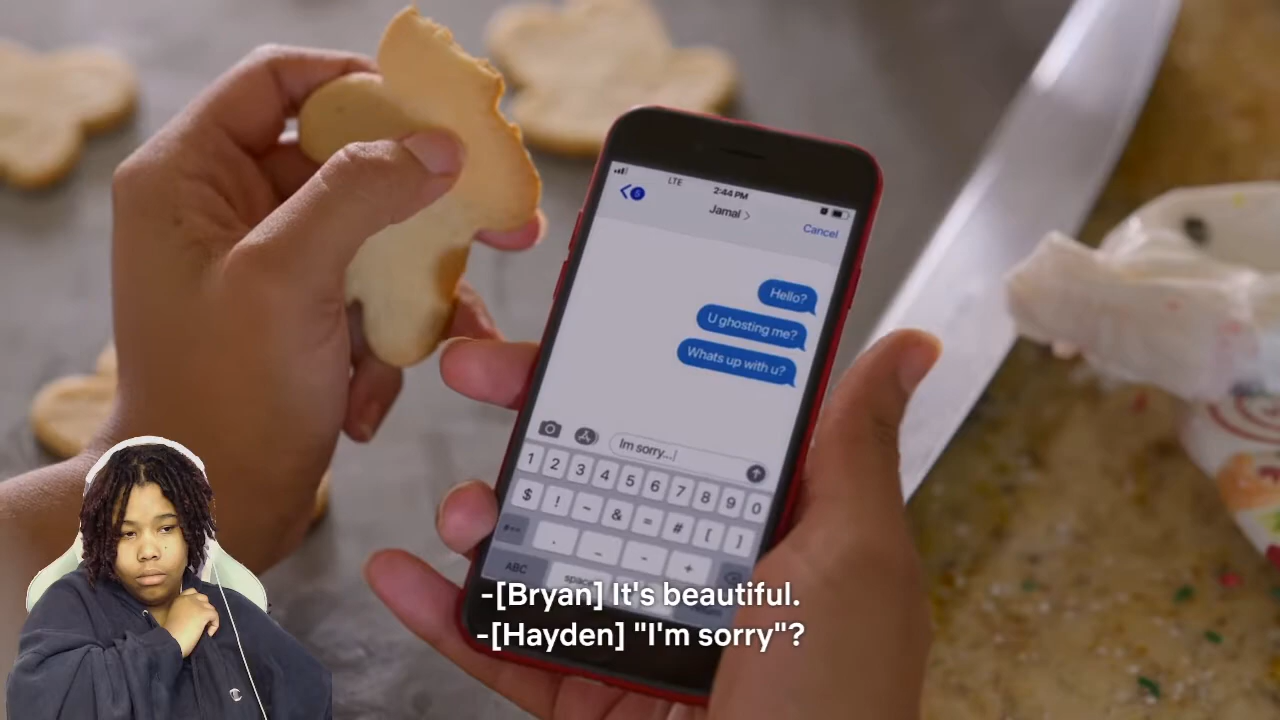 LTE
2:44 PM
5
Jamal >
Cancel
Hello?
U ghosting me?
Whats up with u?
Im sorry...
1 2 3 4 5 6 7 8 9 0
$ ! ~ & = # [ ]
#+=
. _ - +
ABC
space
-[Bryan] It's beautiful.
-[Hayden] "I'm sorry"?